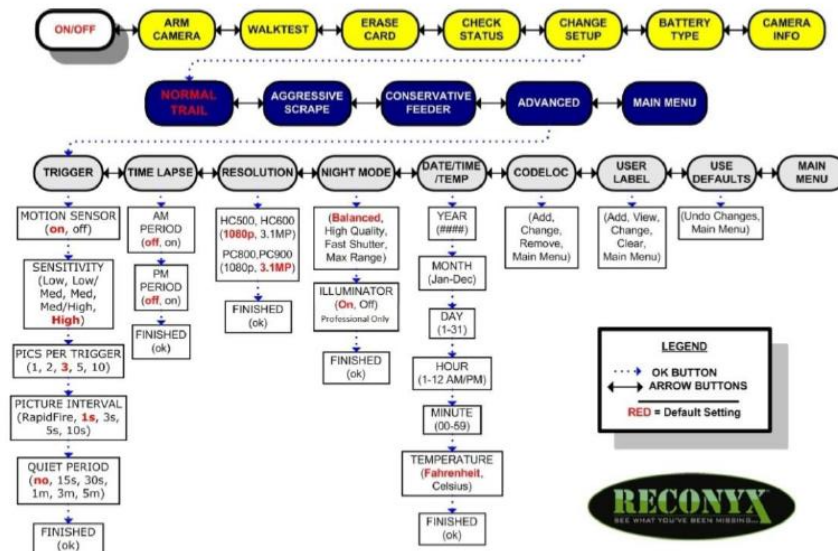 ON/OFF
ARM
CAMERA
WALKTEST
ERASE
CARD
CHECK
STATUS
CHANGE
SETUP
BATTERY
TYPE
CAMERA
INFO
NORMAL
TRAIL
AGGRESSIVE
SCRAPE
CONSERVATIVE
FEEDER
ADVANCED
MAIN MENU
TRIGGER
TIME LAPSE
RESOLUTION
NIGHT MODE
DATE/TIME
/TEMP
CODELOC
USER
LABEL
USE
DEFAULTS
MAIN
MENU
MOTION SENSOR
(on, off)
SENSITIVITY
(Low, Low/
Med, Med,
Med/High,
High)
PICS PER TRIGGER
(1, 2, 3, 5, 10)
PICTURE INTERVAL
(RapidFire, 1s, 3s,
5s, 10s)
QUIET PERIOD
(no, 15s, 30s,
1m, 3m, 5m)
FINISHED
(ok)
AM
PERIOD
(off, on)
PM
PERIOD
(off, on)
FINISHED
(ok)
HC500, HC600
(1080p, 3.1MP)
PC800,PC900
(1080p, 3.1MP)
FINISHED
(ok)
(Balanced,
High Quality,
Fast Shutter,
Max Range)
ILLUMINATOR
(On, Off)
Professional Only
FINISHED
(ok)
YEAR
(####)
MONTH
(Jan-Dec)
DAY
(1-31)
HOUR
(1-12 AM/PM)
MINUTE
(00-59)
TEMPERATURE
(Fahrenheit,
Celsius)
FINISHED
(ok)
(Add,
Change,
Remove,
Main Menu)
(Add, View,
Change,
Clear,
Main Menu)
(Undo Changes,
Main Menu)
LEGEND
OK BUTTON
ARROW BUTTONS
RED = Default Setting
RECONYX
SEE WHAT YOU'VE BEEN MISSING...